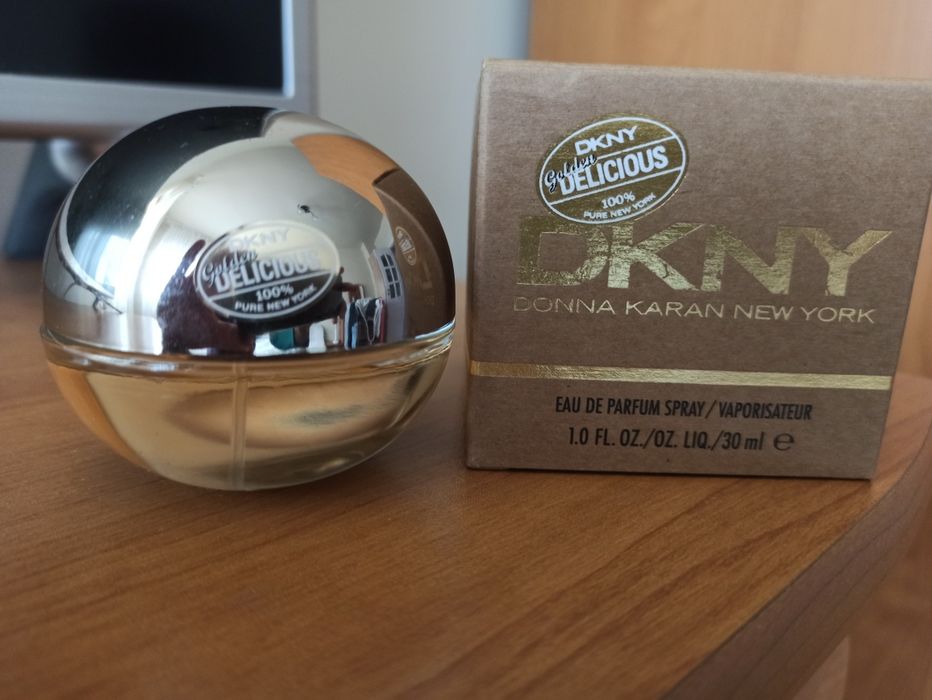 DKNY
Golden
DELICIOUS
100%
PURE NEW YORK
DKNY
Golden
DELICIOUS
100%
PURE NEW YORK
DKNY
DONNA KARAN NEW YORK
EAU DE PARFUM SPRAY/VAPORISATEUR
1.0 FL. OZ./OZ. LIQ./30 ml e